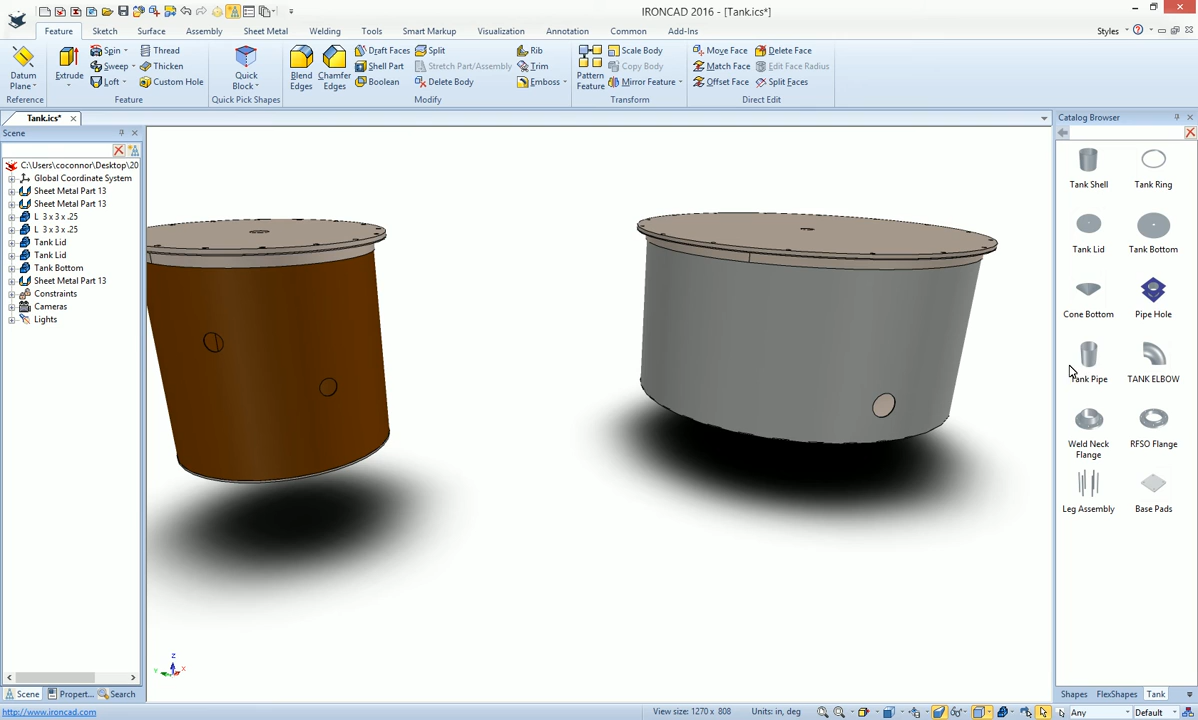 IRONCAD 2016 - [Tank.ics*]
Feature Sketch Surface Assembly Sheet Metal Part Welding Tools Smart Markup Visualization Annotation Common Add-Ins Styles
Datum Plane Extrude Spin Sweep Loft Thread Thicken Custom Hole Quick Block Blend Edges Chamfer Edges Draft Faces Shell Part Boolean Split Stretch Part/Assembly Delete Body Rib Trim Emboss Pattern Feature Scale Body Copy Body Mirror Feature Move Face Match Face Offset Face Delete Face Edit Face Radius Split Faces
Reference Feature Quick Pick Shapes Modify Transform Direct Edit
Tank.ics*
Scene
C:\Users\coconnor\Desktop\20
Global Coordinate System
Sheet Metal Part 13
Sheet Metal Part 13
L 3 x 3 x .25
L 3 x 3 x .25
Tank Lid
Tank Lid
Tank Bottom
Sheet Metal Part 13
Constraints
Cameras
Lights
Z
Y X
Catalog Browser
Tank Shell Tank Ring
Tank Lid Tank Bottom
Cone Bottom Pipe Hole
Tank Pipe TANK ELBOW
Weld Neck Flange RFSO Flange
Leg Assembly Base Pads
Scene Propert... Search
Shapes FlexShapes Tank
http://www.ironcad.com
View size: 1270 x 808 Units: in, deg Any Default